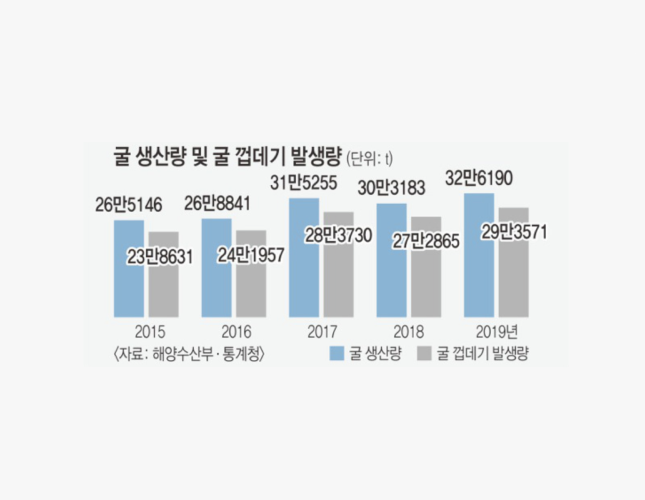 굴 생산량 및 굴 껍데기 발생량 (단위: t)
26만5146 26만8841 31만5255 30만3183 32만6190
23만8631 24만1957 28만3730 27만2865 29만3571
2015 2016 2017 2018 2019년
〈자료: 해양수산부·통계청〉 굴 생산량 굴 껍데기 발생량